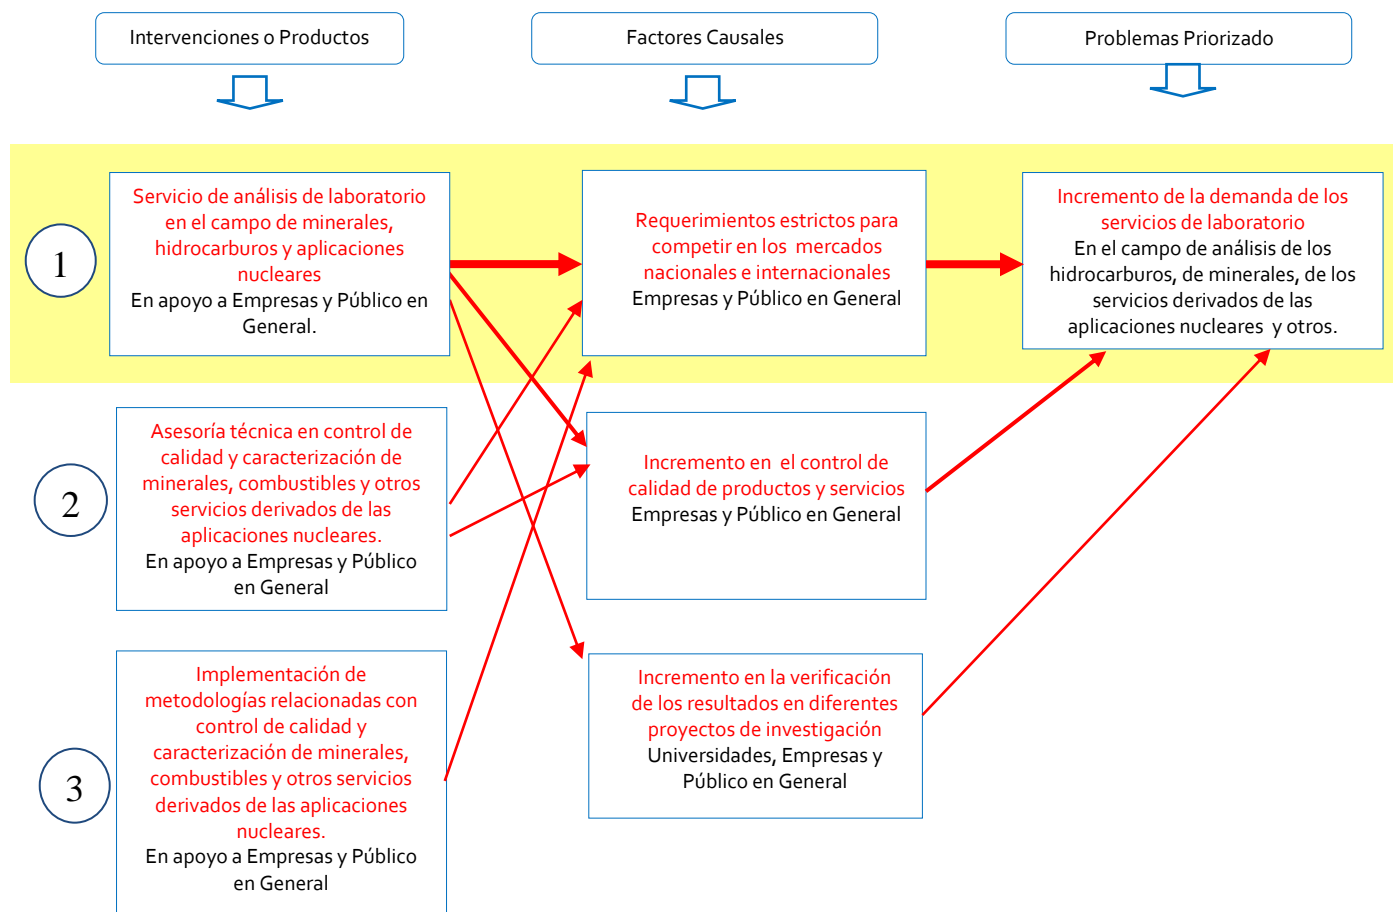 Intervenciones o Productos
Factores Causales
Problemas Priorizado
1
Servicio de análisis de laboratorio
en el campo de minerales,
hidrocarburos y aplicaciones
nucleares
En apoyo a Empresas y Público en
General.
Requerimientos estrictos para
competir en los mercados
nacionales e internacionales
Empresas y Público en General
Incremento de la demanda de los
servicios de laboratorio
En el campo de análisis de los
hidrocarburos, de minerales, de los
servicios derivados de las
aplicaciones nucleares y otros.
2
Asesoría técnica en control de
calidad y caracterización de
minerales, combustibles y otros
servicios derivados de las
aplicaciones nucleares.
En apoyo a Empresas y Público
en General
Incremento en el control de
calidad de productos y servicios
Empresas y Público en General
3
Implementación de
metodologías relacionadas con
control de calidad y
caracterización de minerales,
combustibles y otros servicios
derivados de las aplicaciones
nucleares.
En apoyo a Empresas y Público
en General
Incremento en la verificación
de los resultados en diferentes
proyectos de investigación
Universidades, Empresas y
Público en General